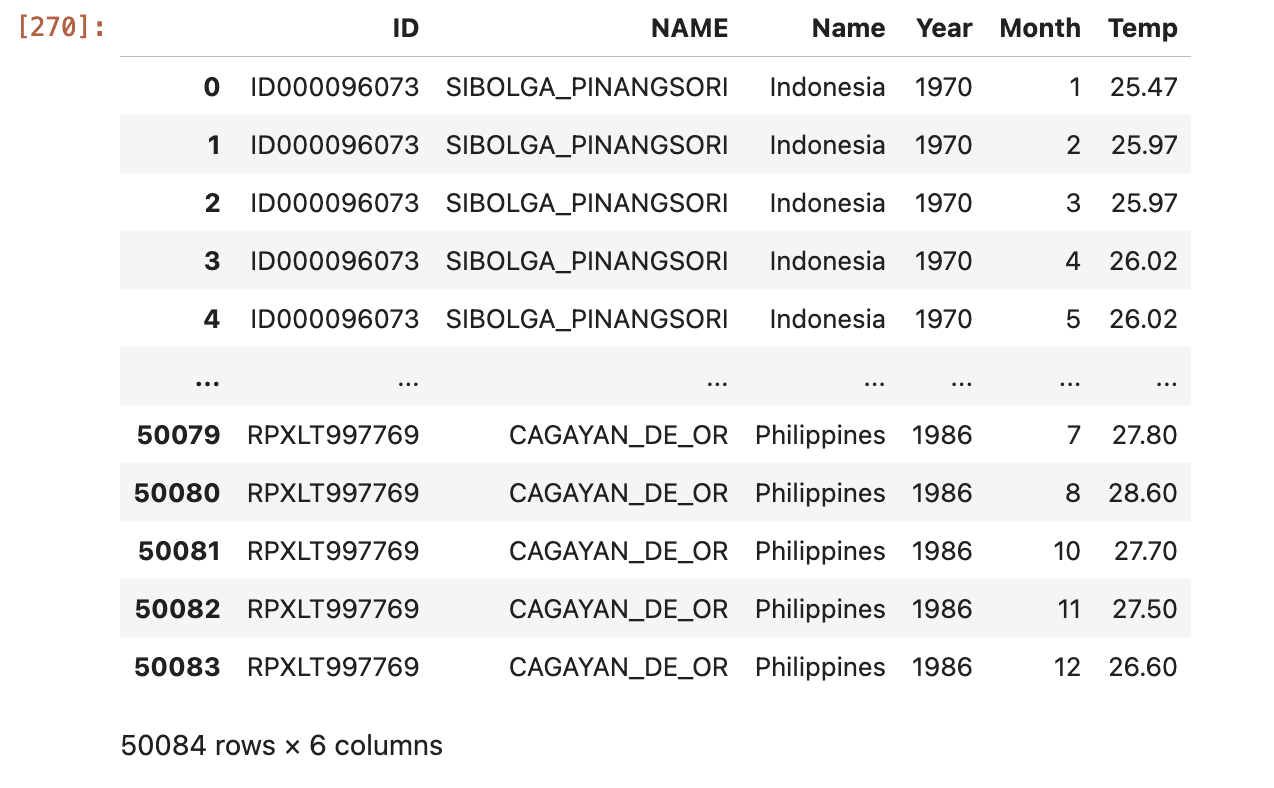 [270]: ID NAME Name Year Month Temp
0 ID000096073 SIBOLGA_PINANGSORI Indonesia 1970 1 25.47
1 ID000096073 SIBOLGA_PINANGSORI Indonesia 1970 2 25.97
2 ID000096073 SIBOLGA_PINANGSORI Indonesia 1970 3 25.97
3 ID000096073 SIBOLGA_PINANGSORI Indonesia 1970 4 26.02
4 ID000096073 SIBOLGA_PINANGSORI Indonesia 1970 5 26.02
... ... ... ... ... ... ...
50079 RPXLT997769 CAGAYAN_DE_OR Philippines 1986 7 27.80
50080 RPXLT997769 CAGAYAN_DE_OR Philippines 1986 8 28.60
50081 RPXLT997769 CAGAYAN_DE_OR Philippines 1986 10 27.70
50082 RPXLT997769 CAGAYAN_DE_OR Philippines 1986 11 27.50
50083 RPXLT997769 CAGAYAN_DE_OR Philippines 1986 12 26.60
50084 rows × 6 columns